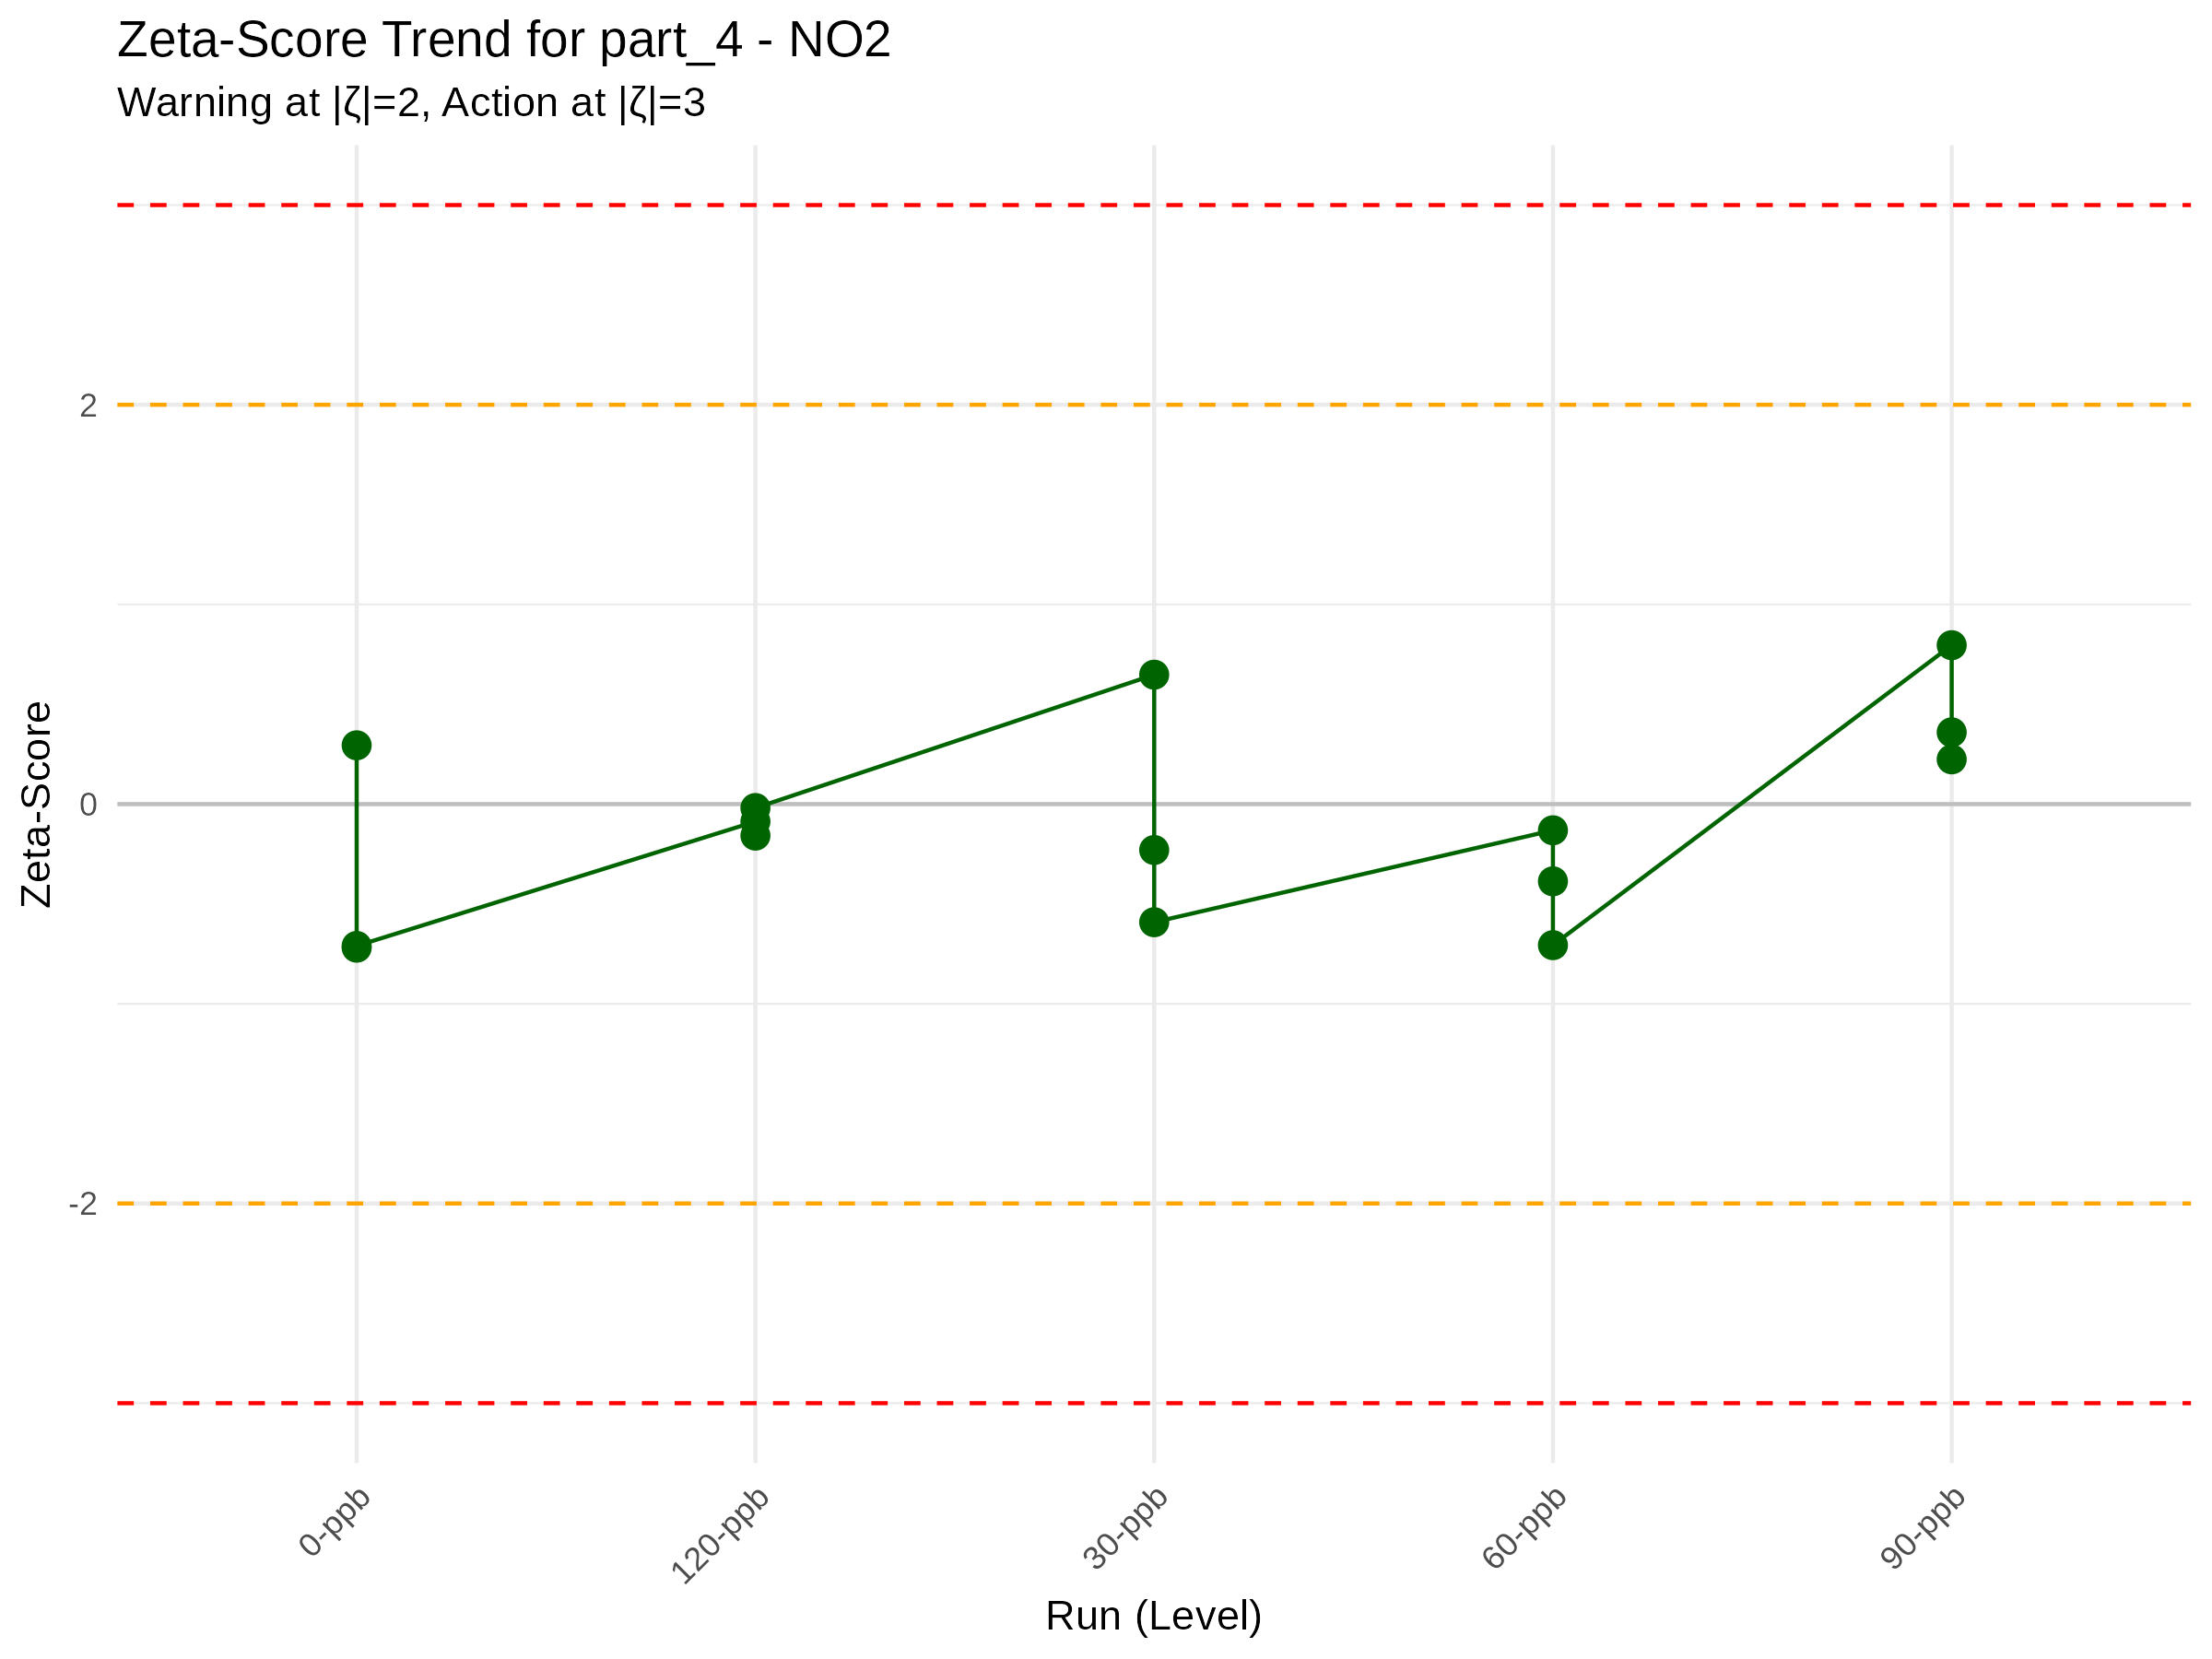 Zeta-Score Trend for part_4 - NO2
Warning at |ζ|=2, Action at |ζ|=3
Zeta-Score
2
0
-2
0-ppb
120-ppb
30-ppb
60-ppb
90-ppb
Run (Level)